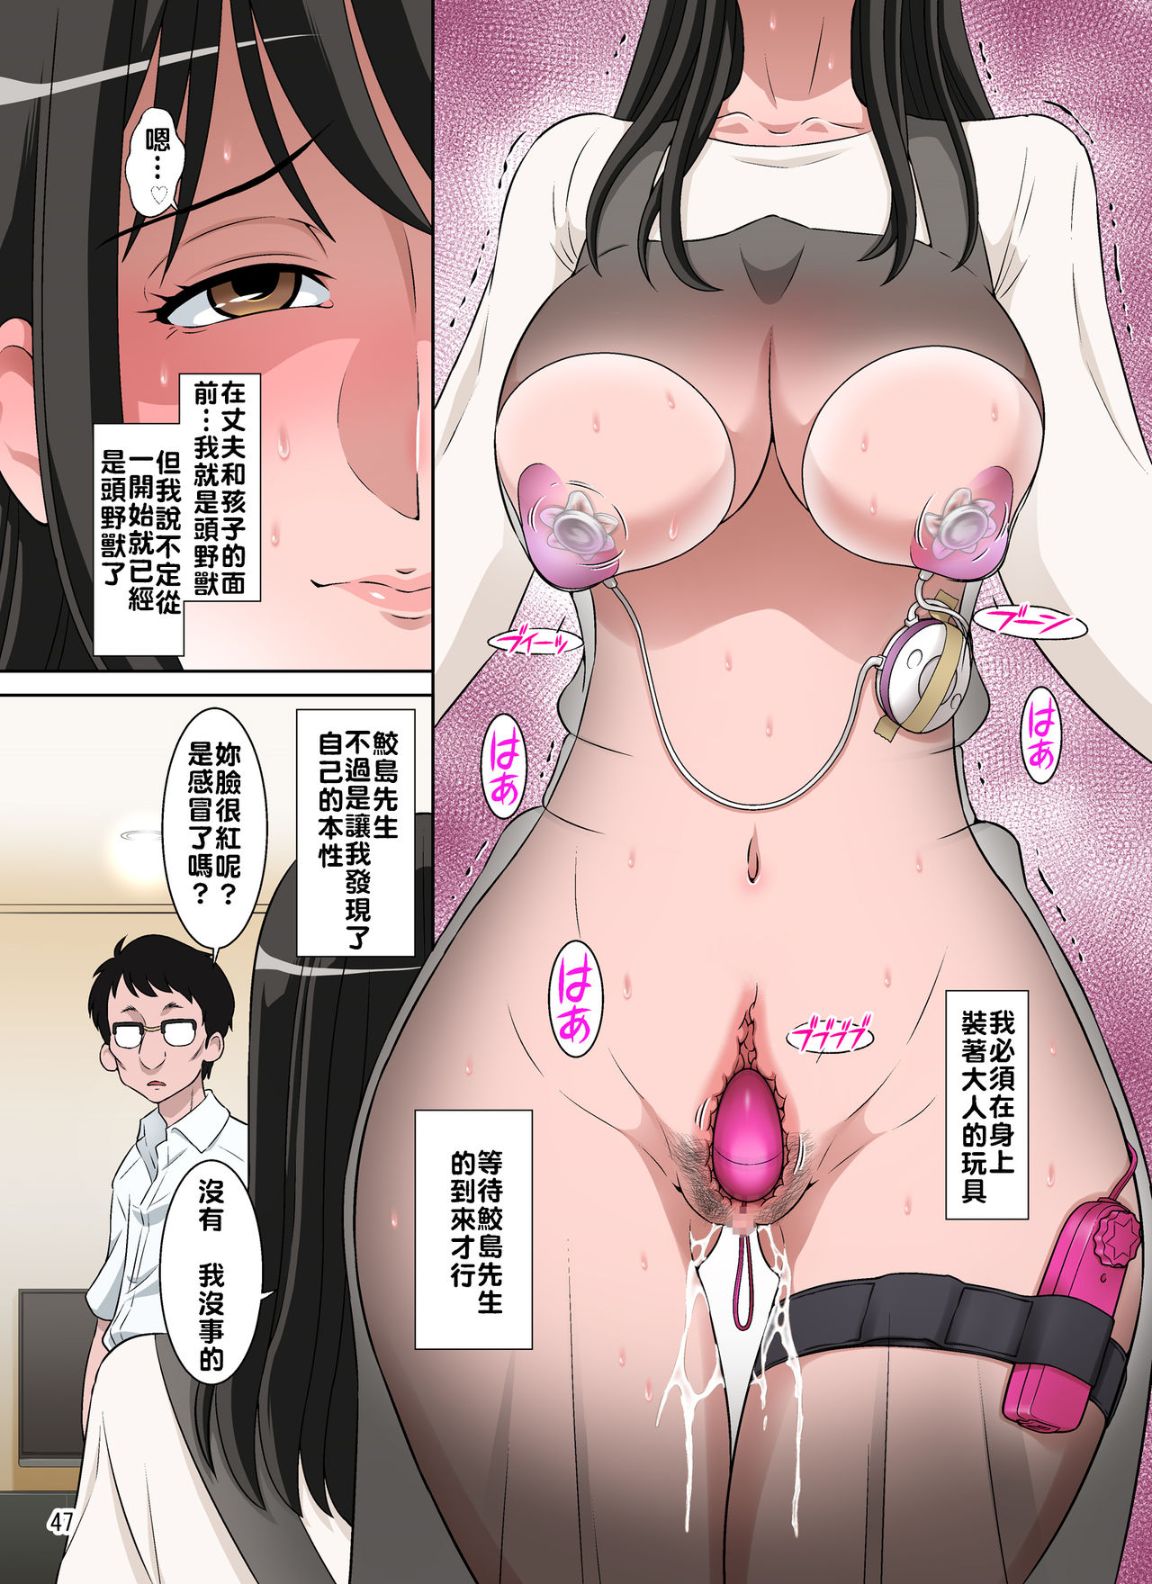 我必須在身上
裝著大人的玩具
ブーン
ブィーッ
はあ
はあ
はあ
ブブブブ
等待鮫島先生
的到來才行
嗯…♡
在丈夫和孩子的面
前…我就是頭野獸
但我說不定從
一開始就已經
是頭野獸了
鮫島先生
不過是讓我發現了
自己的本性
妳臉很紅呢？
是感冒了嗎？
沒有 我沒事的
47